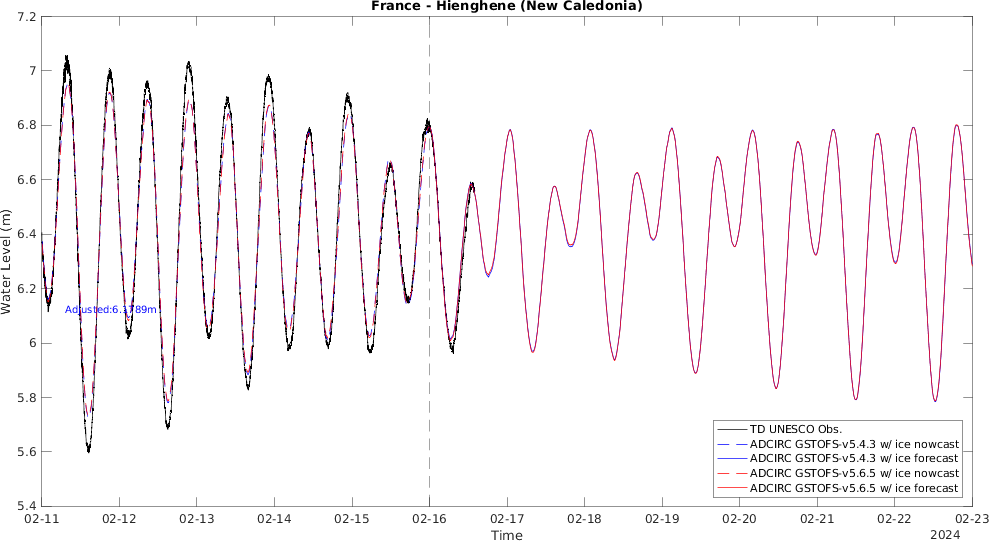 France - Hienghene (New Caledonia)
7.2
7
6.8
6.6
6.4
6.2
6
5.8
5.6
5.4
Water Level (m)
Adjusted:6.3789m
TD UNESCO Obs.
ADCIRC GSTOFS-v5.4.3 w/ ice nowcast
ADCIRC GSTOFS-v5.4.3 w/ ice forecast
ADCIRC GSTOFS-v5.6.5 w/ ice nowcast
ADCIRC GSTOFS-v5.6.5 w/ ice forecast
02-11 02-12 02-13 02-14 02-15 02-16 02-17 02-18 02-19 02-20 02-21 02-22 02-23
Time
2024